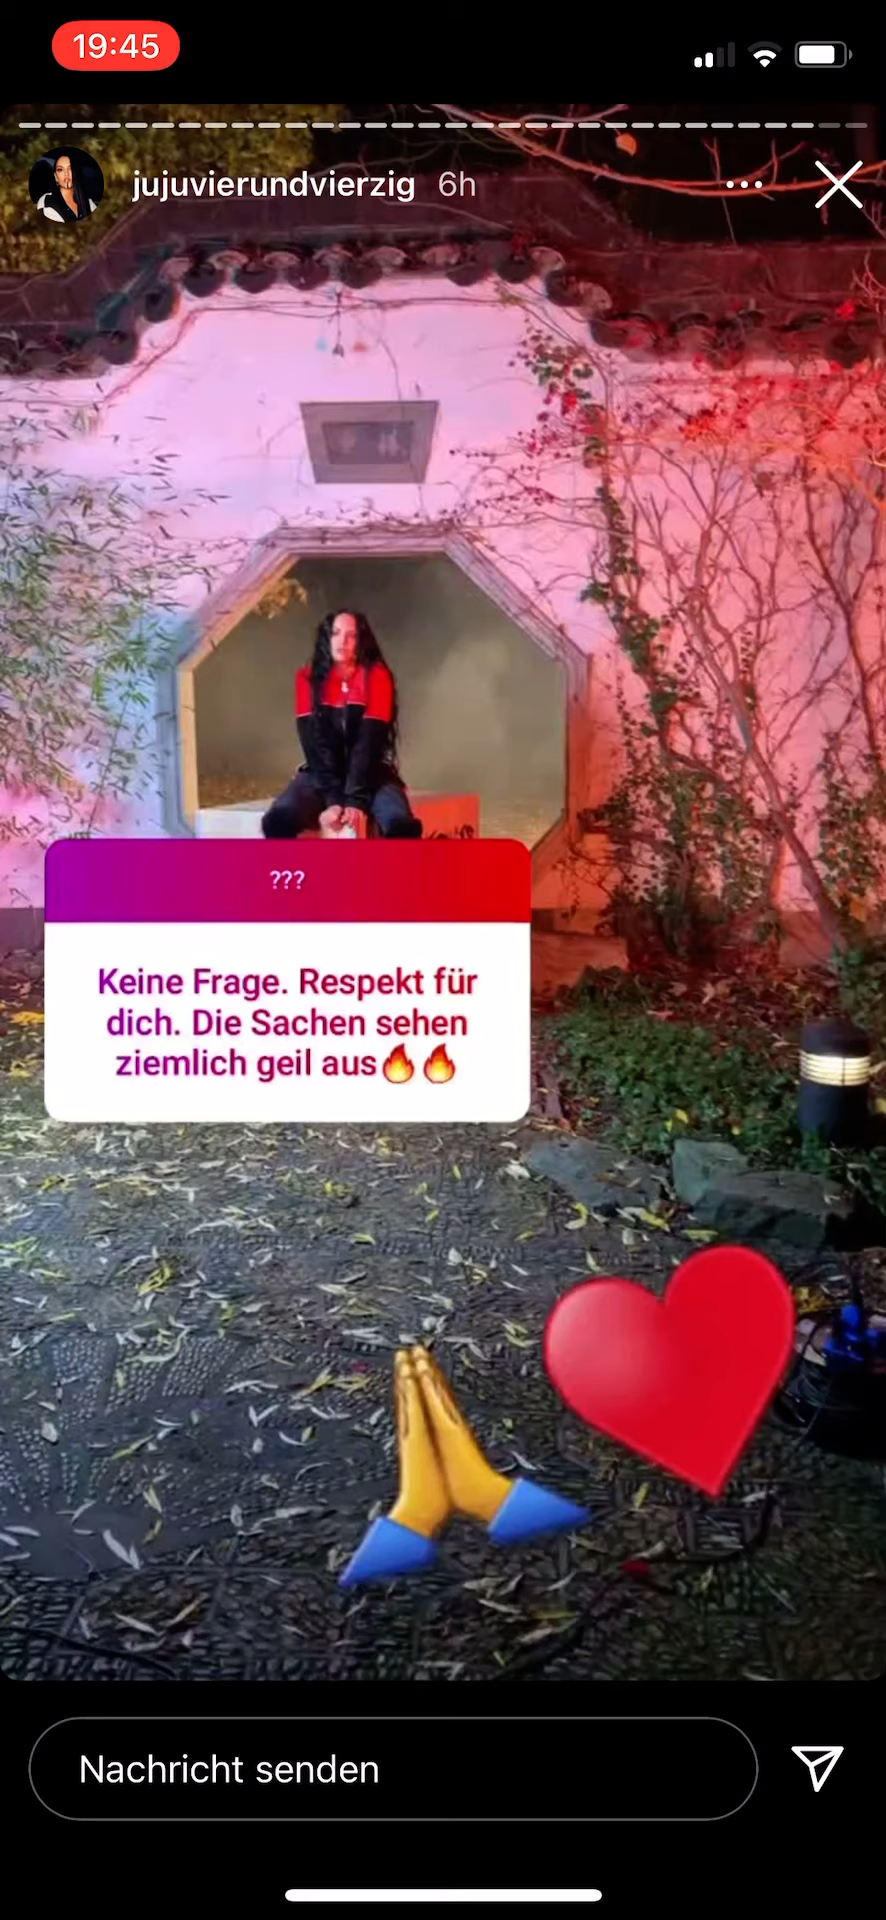 19:45
jujuvierundvierzig 6h
???
Keine Frage. Respekt für
dich. Die Sachen sehen
ziemlich geil aus🔥🔥
Nachricht senden